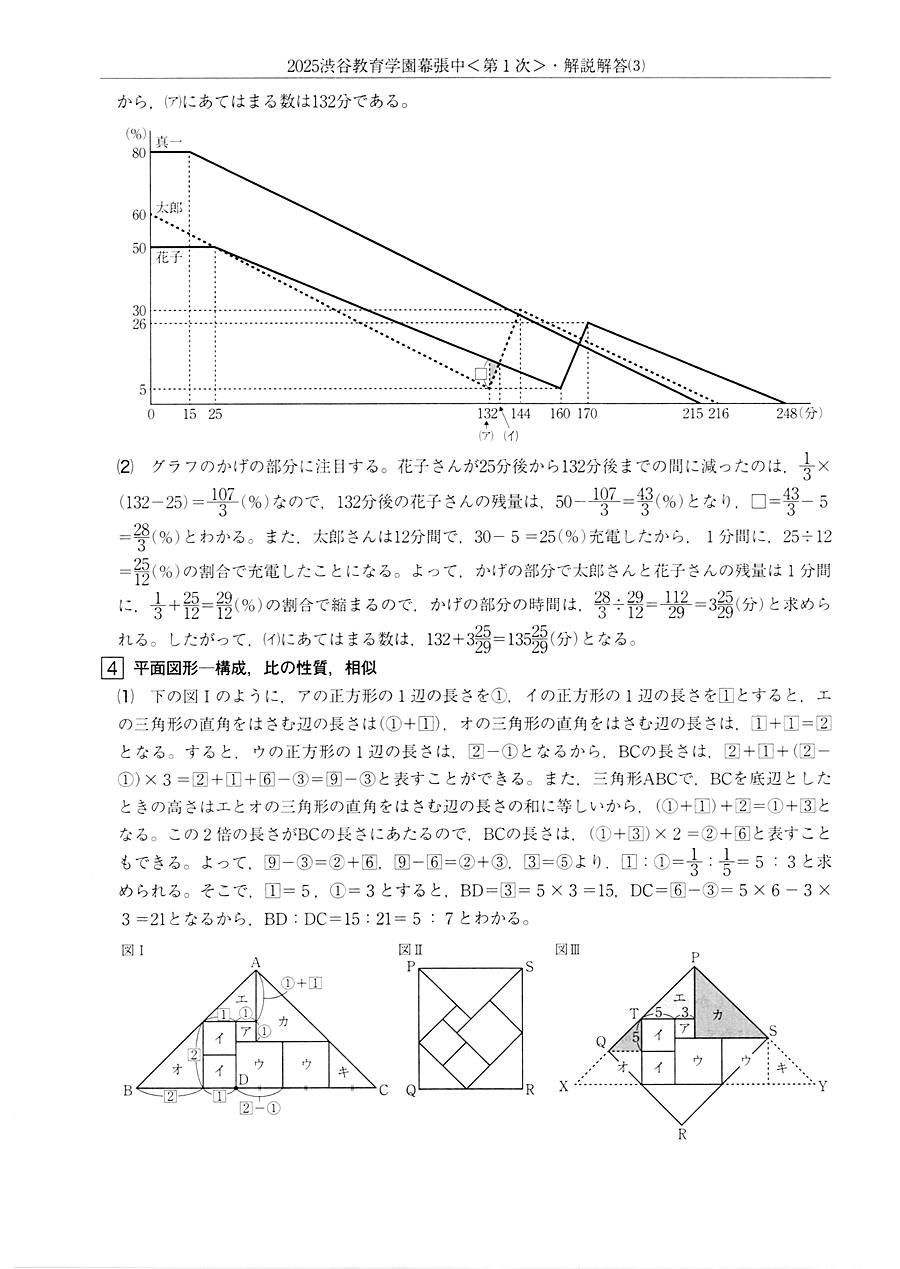 2025渋谷教育学園幕張中＜第1次＞・解説解答(3)
から，(ア)にあてはまる数は132分である。
(%)
真一
80
太郎
60
50
花子
30
26
□
5
0 15 25 132 144 160 170 215 216 248(分)
(ア) (イ)
(2) グラフのかげの部分に注目する。花子さんが25分後から132分後までの間に減ったのは，1/3×
(132−25)＝107/3(%)なので，132分後の花子さんの残量は，50−107/3＝43/3(%)となり，□＝43/3−5
＝28/3(%)とわかる。また，太郎さんは12分間で，30−5＝25(%)充電したから，1分間に，25÷12
＝25/12(%)の割合で充電したことになる。よって，かげの部分で太郎さんと花子さんの残量は1分間
に，1/3＋25/12＝29/12(%)の割合で縮まるので，かげの部分の時間は，28/3÷29/12＝112/29＝3 25/29(分)と求めら
れる。したがって，(イ)にあてはまる数は，132＋3 25/29＝135 25/29(分)となる。
4 平面図形―構成，比の性質，相似
(1) 下の図Ⅰのように，アの正方形の1辺の長さを①，イの正方形の1辺の長さを[1]とすると，エ
の三角形の直角をはさむ辺の長さは(①＋[1])，オの三角形の直角をはさむ辺の長さは，[1]＋[1]＝[2]
となる。すると，ウの正方形の1辺の長さは，[2]−①となるから，BCの長さは，[2]＋[1]＋([2]−
①)×3＝[2]＋[1]＋[6]−③＝[9]−③と表すことができる。また，三角形ABCで，BCを底辺とした
ときの高さはエとオの三角形の直角をはさむ辺の長さの和に等しいから，(①＋[1])＋[2]＝①＋[3]と
なる。この2倍の長さがBCの長さにあたるので，BCの長さは，(①＋[3])×2＝②＋[6]と表すこと
もできる。よって，[9]−③＝②＋[6]，[9]−[6]＝②＋③，[3]＝⑤より，[1]：①＝1/3：1/5＝5：3と求
められる。そこで，[1]＝5，①＝3とすると，BD＝[3]＝5×3＝15，DC＝[6]−③＝5×6−3×
3＝21となるから，BD：DC＝15：21＝5：7とわかる。
図Ⅰ
A
①＋[1]
エ
[1] ①
カ
ア ①
イ
[2]
オ イ ウ ウ キ
B D C
[2] [1]
[2]−①
図Ⅱ
P S
Q R
図Ⅲ
P
エ
カ
T 5 3
ア
S
5 イ
Q
オ イ ウ ウ キ
X Y
R